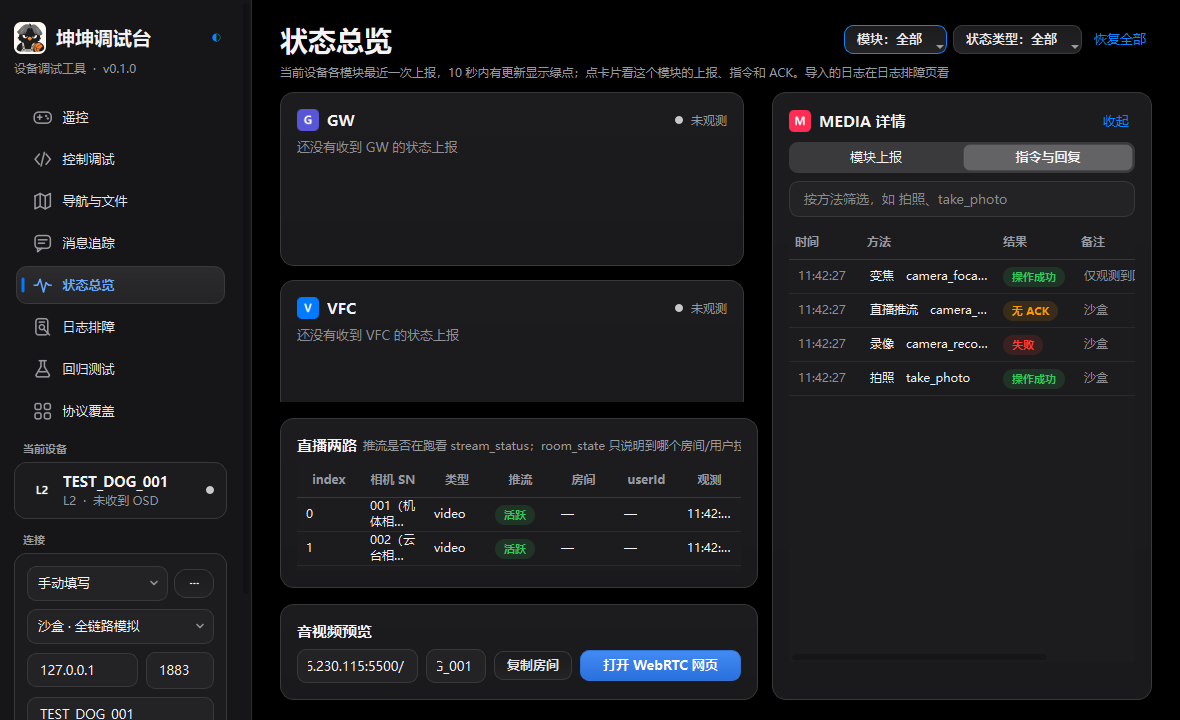 坤坤调试台
设备调试工具 · v0.1.0
遥控
控制调试
导航与文件
消息追踪
状态总览
日志排障
回归测试
协议覆盖
当前设备
L2
TEST_DOG_001
L2 · 未收到 OSD
连接
手动填写
...
沙盒 · 全链路模拟
127.0.0.1
1883
TEST_DOG_001
状态总览
模块：全部
状态类型：全部
恢复全部
当前设备各模块最近一次上报，10 秒内有更新显示绿点；点卡片看这个模块的上报、指令和 ACK。导入的日志在日志排障页看
G GW
未观测
还没有收到 GW 的状态上报
V VFC
未观测
还没有收到 VFC 的状态上报
直播两路 推流是否在跑看 stream_status；room_state 只说明到哪个房间/用户
index 相机 SN 类型 推流 房间 userId 观测
0 001（机体相... video 活跃 — — 11:42:...
1 002（云台相... video 活跃 — — 11:42:...
音视频预览
.230.115:5500/
_001
复制房间
打开 WebRTC 网页
M MEDIA 详情
收起
模块上报
指令与回复
按方法筛选，如 拍照、take_photo
时间 方法 结果 备注
11:42:27 变焦 camera_foca... 操作成功 仅观测到
11:42:27 直播推流 camera_... 无 ACK 沙盒
11:42:27 录像 camera_reco... 失败 沙盒
11:42:27 拍照 take_photo 操作成功 沙盒